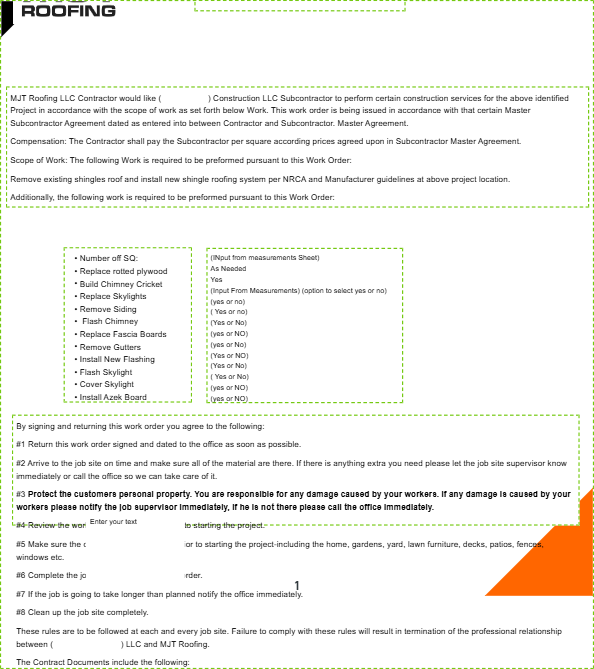 ROOFING
MJT Roofing LLC Contractor would like ( ) Construction LLC Subcontractor to perform certain construction services for the above identified
Project in accordance with the scope of work as set forth below Work. This work order is being issued in accordance with that certain Master
Subcontractor Agreement dated as entered into between Contractor and Subcontractor. Master Agreement.
Compensation: The Contractor shall pay the Subcontractor per square according prices agreed upon in Subcontractor Master Agreement.
Scope of Work: The following Work is required to be preformed pursuant to this Work Order:
Remove existing shingles roof and install new shingle roofing system per NRCA and Manufacturer guidelines at above project location.
Additionally, the following work is required to be preformed pursuant to this Work Order:
• Number off SQ:
• Replace rotted plywood
• Build Chimney Cricket
• Replace Skylights
• Remove Siding
• Flash Chimney
• Replace Fascia Boards
• Remove Gutters
• Install New Flashing
• Flash Skylight
• Cover Skylight
• Install Azek Board
(INput from measurements Sheet)
As Needed
Yes
(Input From Measurements) (option to select yes or no)
(yes or no)
( Yes or no)
(Yes or No)
(yes or NO)
(yes or No)
(Yes or NO)
(Yes or No)
( Yes or No)
(yes or NO)
(yes or NO)
By signing and returning this work order you agree to the following:
#1 Return this work order signed and dated to the office as soon as possible.
#2 Arrive to the job site on time and make sure all of the material are there. If there is anything extra you need please let the job site supervisor know
immediately or call the office so we can take care of it.
#3 Protect the customers personal property. You are responsible for any damage caused by your workers. If any damage is caused by your
workers please notify the job supervisor immediately, if he is not there please call the office immediately.
#4 Review the wor Enter your text to starting the project.
#5 Make sure the or to starting the project-including the home, gardens, yard, lawn furniture, decks, patios, fences,
windows etc.
#6 Complete the jo rder.
1
#7 If the job is going to take longer than planned notify the office immediately.
#8 Clean up the job site completely.
These rules are to be followed at each and every job site. Failure to comply with these rules will result in termination of the professional relationship
between ( ) LLC and MJT Roofing.
The Contract Documents include the following: